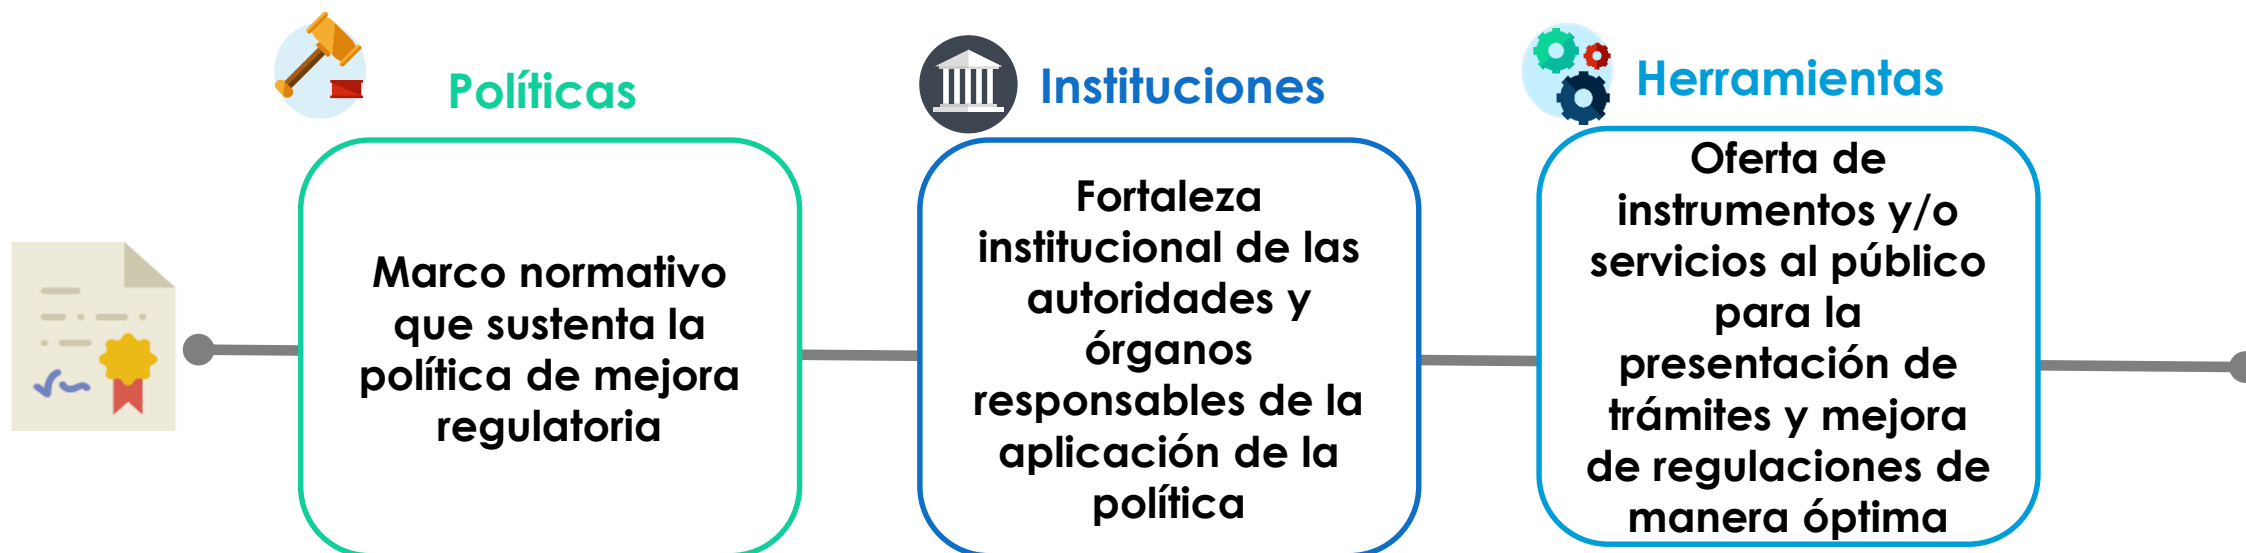 Políticas
Marco normativo
que sustenta la
política de mejora
regulatoria
Instituciones
Fortaleza
institucional de las
autoridades y
órganos
responsables de la
aplicación de la
política
Herramientas
Oferta de
instrumentos y/o
servicios al público
para la
presentación de
trámites y mejora
de regulaciones de
manera óptima